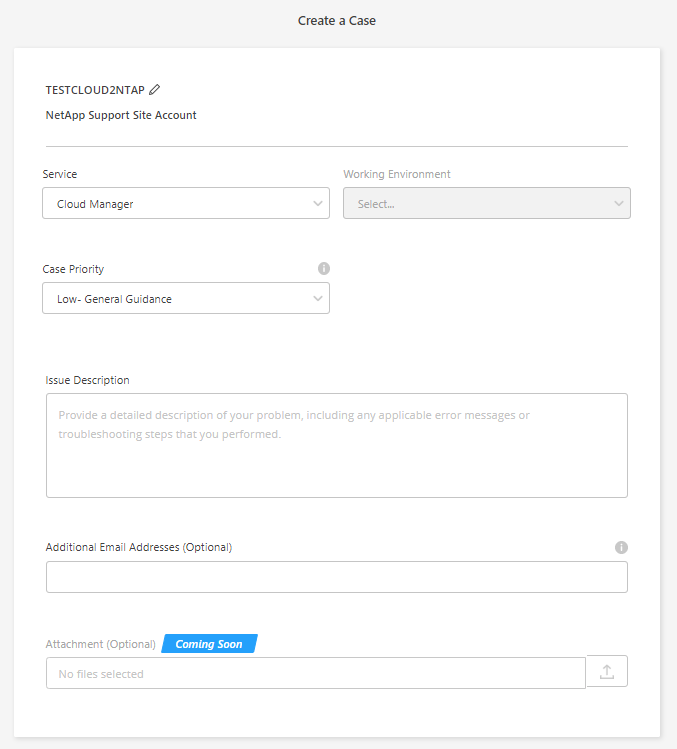 Create a Case
TESTCLOUD2NTAP
NetApp Support Site Account
Service
Working Environment
Cloud Manager
Select...
Case Priority
Low- General Guidance
Issue Description
Provide a detailed description of your problem, including any applicable error messages or
troubleshooting steps that you performed.
Additional Email Addresses (Optional)
Attachment (Optional) Coming Soon
No files selected